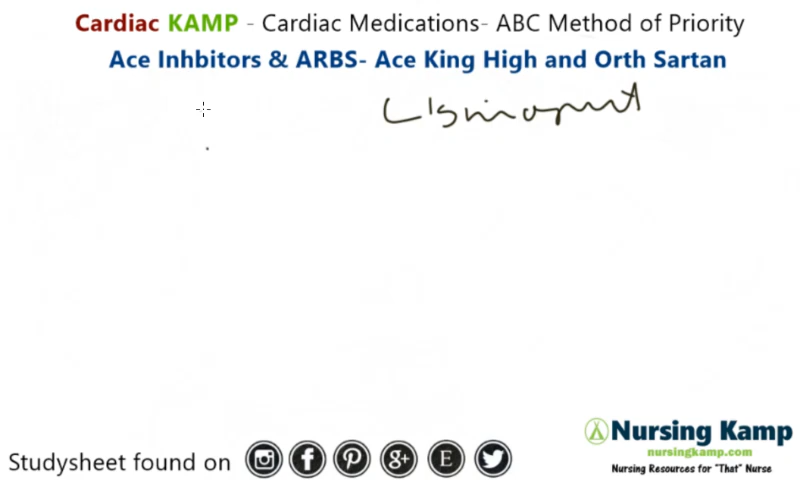 Cardiac KAMP - Cardiac Medications- ABC Method of Priority
Ace Inhbitors & ARBS- Ace King High and Orth Sartan
Nursing Kamp
nursingkamp.com
Nursing Resources for "That" Nurse
Studysheet found on